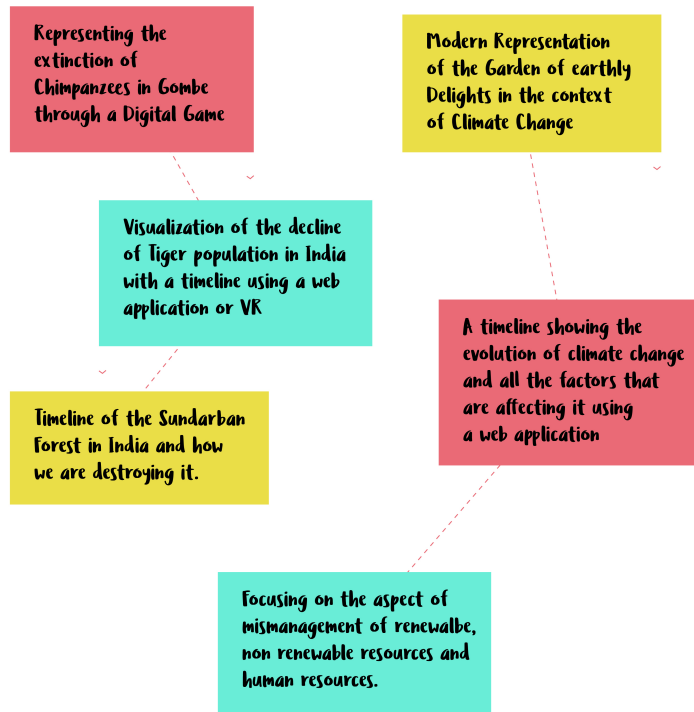 Representing the
extinction of
Chimpanzees in Gombe
through a Digital Game
Modern Representation
of the Garden of earthly
Delights in the context
of Climate Change
Visualization of the decline
of Tiger population in India
with a timeline using a web
application or VR
A timeline showing the
evolution of climate change
and all the factors that
are affecting it using
a web application
Timeline of the Sundarban
Forest in India and how
we are destroying it.
Focusing on the aspect of
mismanagement of renewalbe,
non renewable resources and
human resources.